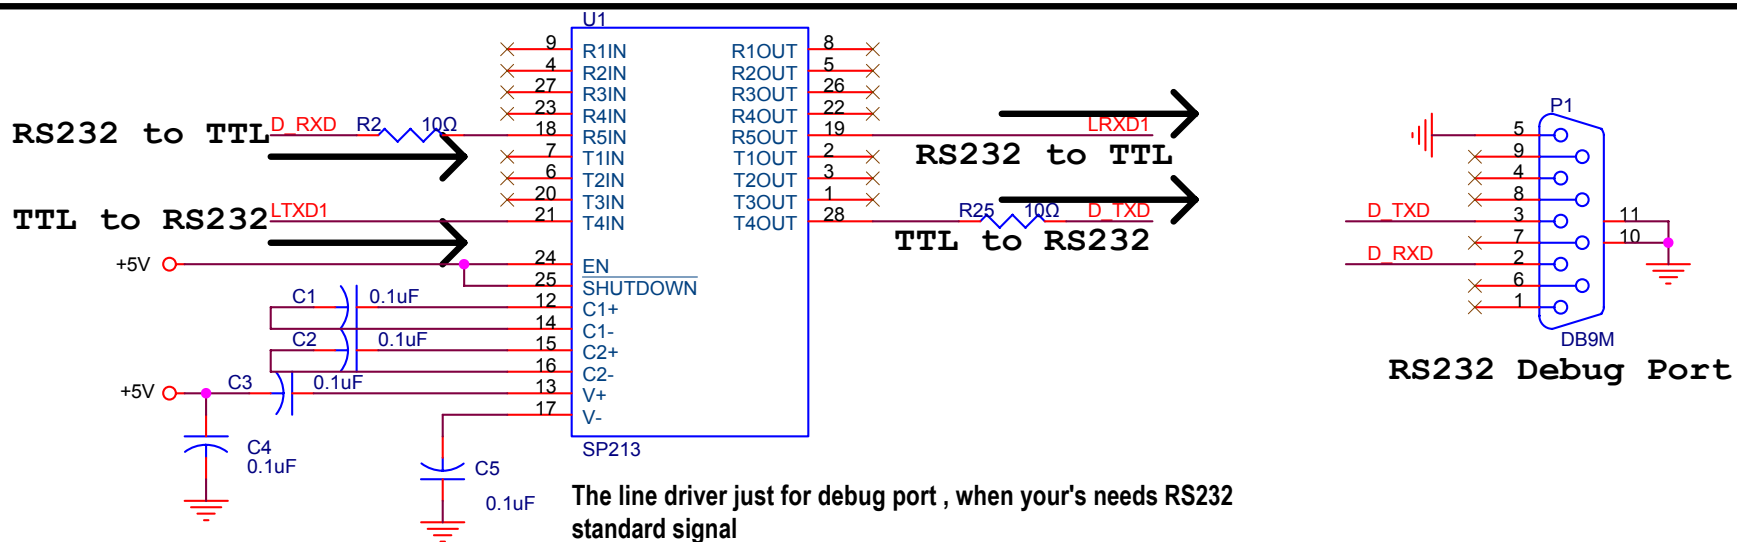 U1
9 R1IN R1OUT 8
4 R2IN R2OUT 5
27 R3IN R3OUT 26
23 R4IN R4OUT 22
RS232 to TTL D_RXD R2 10Ω 18 R5IN R5OUT 19 LRXD1
7 T1IN T1OUT 2 RS232 to TTL
6 T2IN T2OUT 3
20 T3IN T3OUT 1
TTL to RS232 LTXD1 21 T4IN T4OUT 28 R25 10Ω D_TXD
TTL to RS232
+5V 24 EN
25 SHUTDOWN
C1 0.1uF 12 C1+
14 C1-
C2 0.1uF 15 C2+
16 C2-
+5V C3 0.1uF 13 V+
17 V-
C4
0.1uF
C5
0.1uF
SP213
The line driver just for debug port , when your's needs RS232
standard signal
P1
5
9
4
8
D_TXD 3 11
7 10
D_RXD 2
6
1
DB9M
RS232 Debug Port